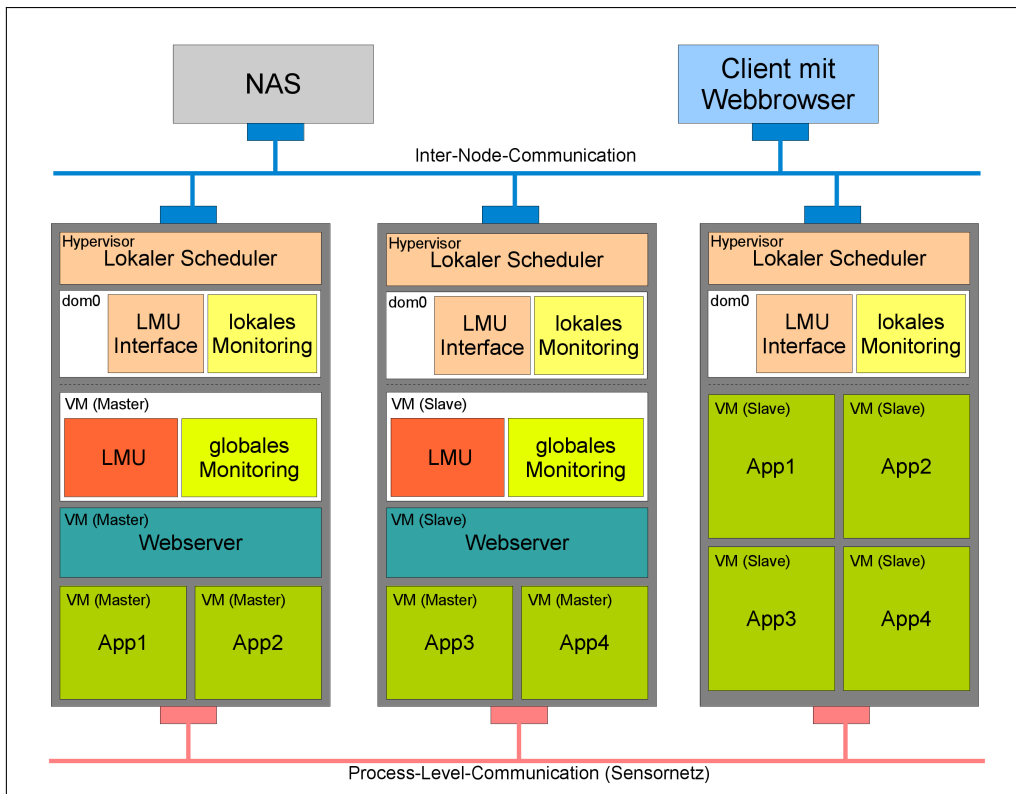 NAS
Client mit
Webbrowser
Inter-Node-Communication
Hypervisor
Lokaler Scheduler
dom0
LMU
Interface
lokales
Monitoring
VM (Master)
LMU
globales
Monitoring
VM (Master)
Webserver
VM (Master)
App1
VM (Master)
App2
Hypervisor
Lokaler Scheduler
dom0
LMU
Interface
lokales
Monitoring
VM (Slave)
LMU
globales
Monitoring
VM (Slave)
Webserver
VM (Master)
App3
VM (Master)
App4
Hypervisor
Lokaler Scheduler
dom0
LMU
Interface
lokales
Monitoring
VM (Slave)
App1
VM (Slave)
App2
VM (Slave)
App3
VM (Slave)
App4
Process-Level-Communication (Sensornetz)